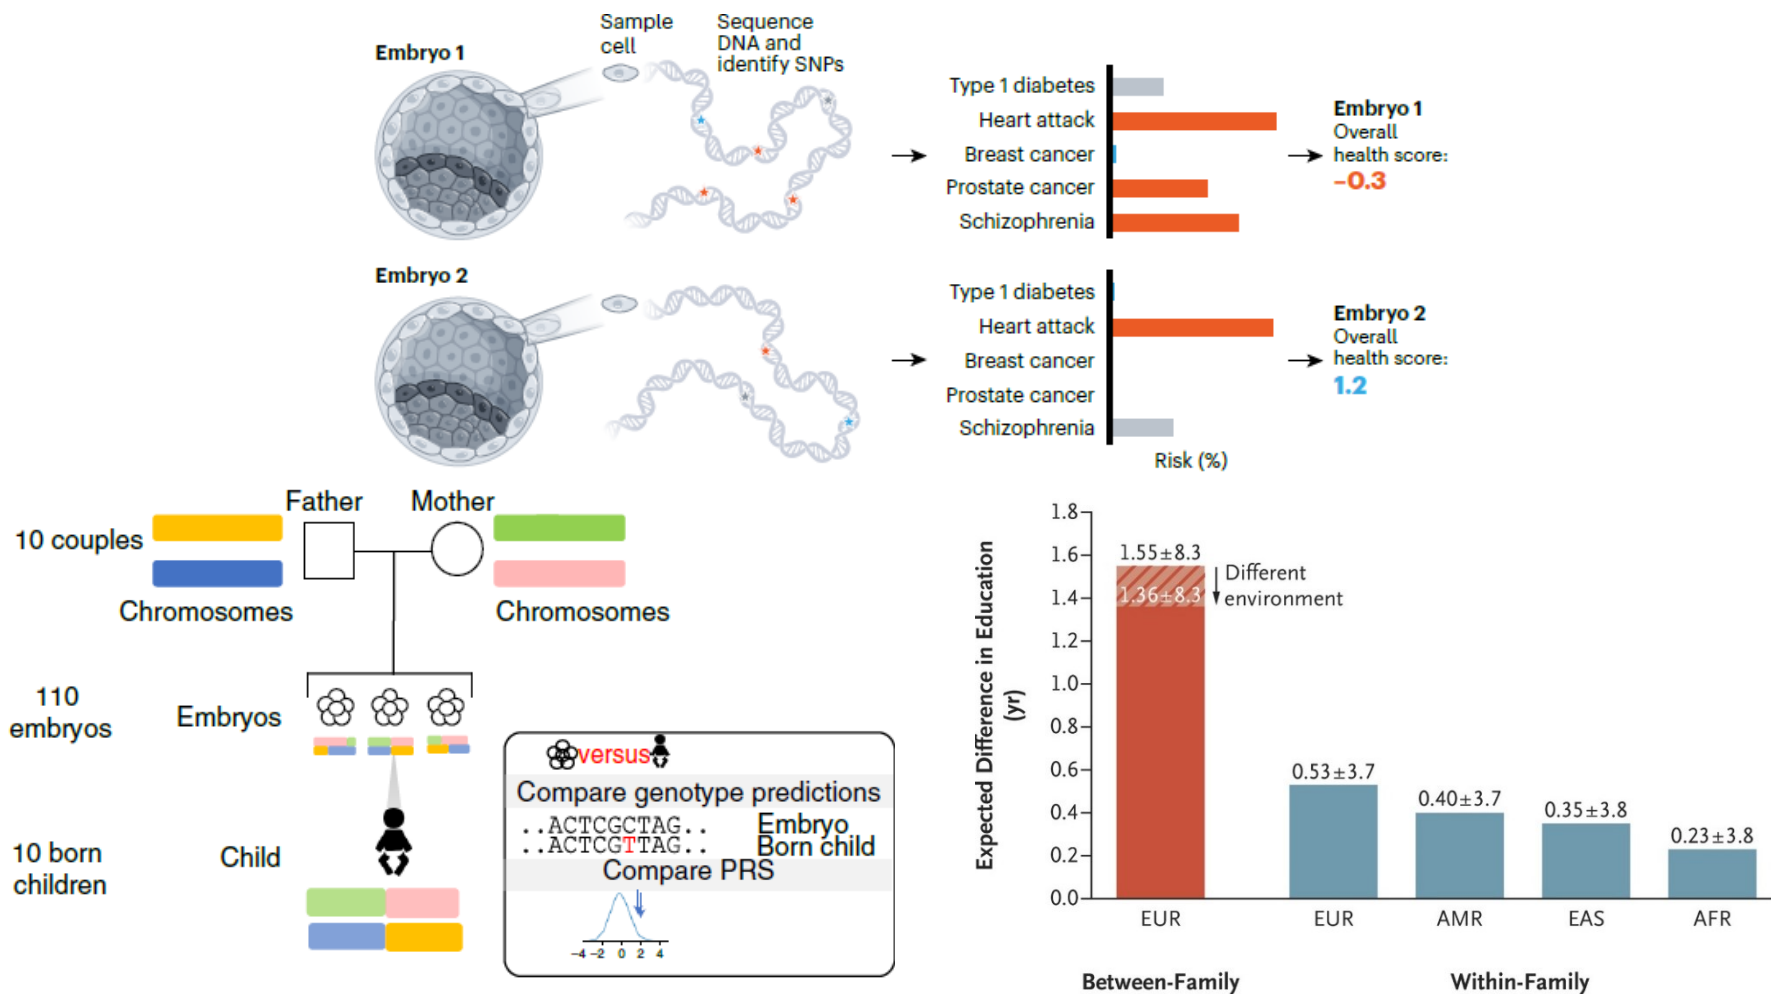 Embryo 1
Sample
cell
Sequence
DNA and
identify SNPs
Type 1 diabetes
Heart attack
Breast cancer
Prostate cancer
Schizophrenia
Embryo 1
Overall
health score:
–0.3
Embryo 2
Type 1 diabetes
Heart attack
Breast cancer
Prostate cancer
Schizophrenia
Risk (%)
Embryo 2
Overall
health score:
1.2
Father
Mother
10 couples
Chromosomes
Chromosomes
110
embryos
Embryos
10 born
children
Child
versus
Compare genotype predictions
..ACTCGCTAG.. Embryo
..ACTCGTTAG.. Born child
Compare PRS
–4 –2 0 2 4
Expected Difference in Education
(yr)
1.8
1.6
1.4
1.2
1.0
0.8
0.6
0.4
0.2
0.0
1.55±8.3
1.36±8.3
Different
environment
0.53±3.7
0.40±3.7
0.35±3.8
0.23±3.8
EUR
EUR
AMR
EAS
AFR
Between-Family
Within-Family